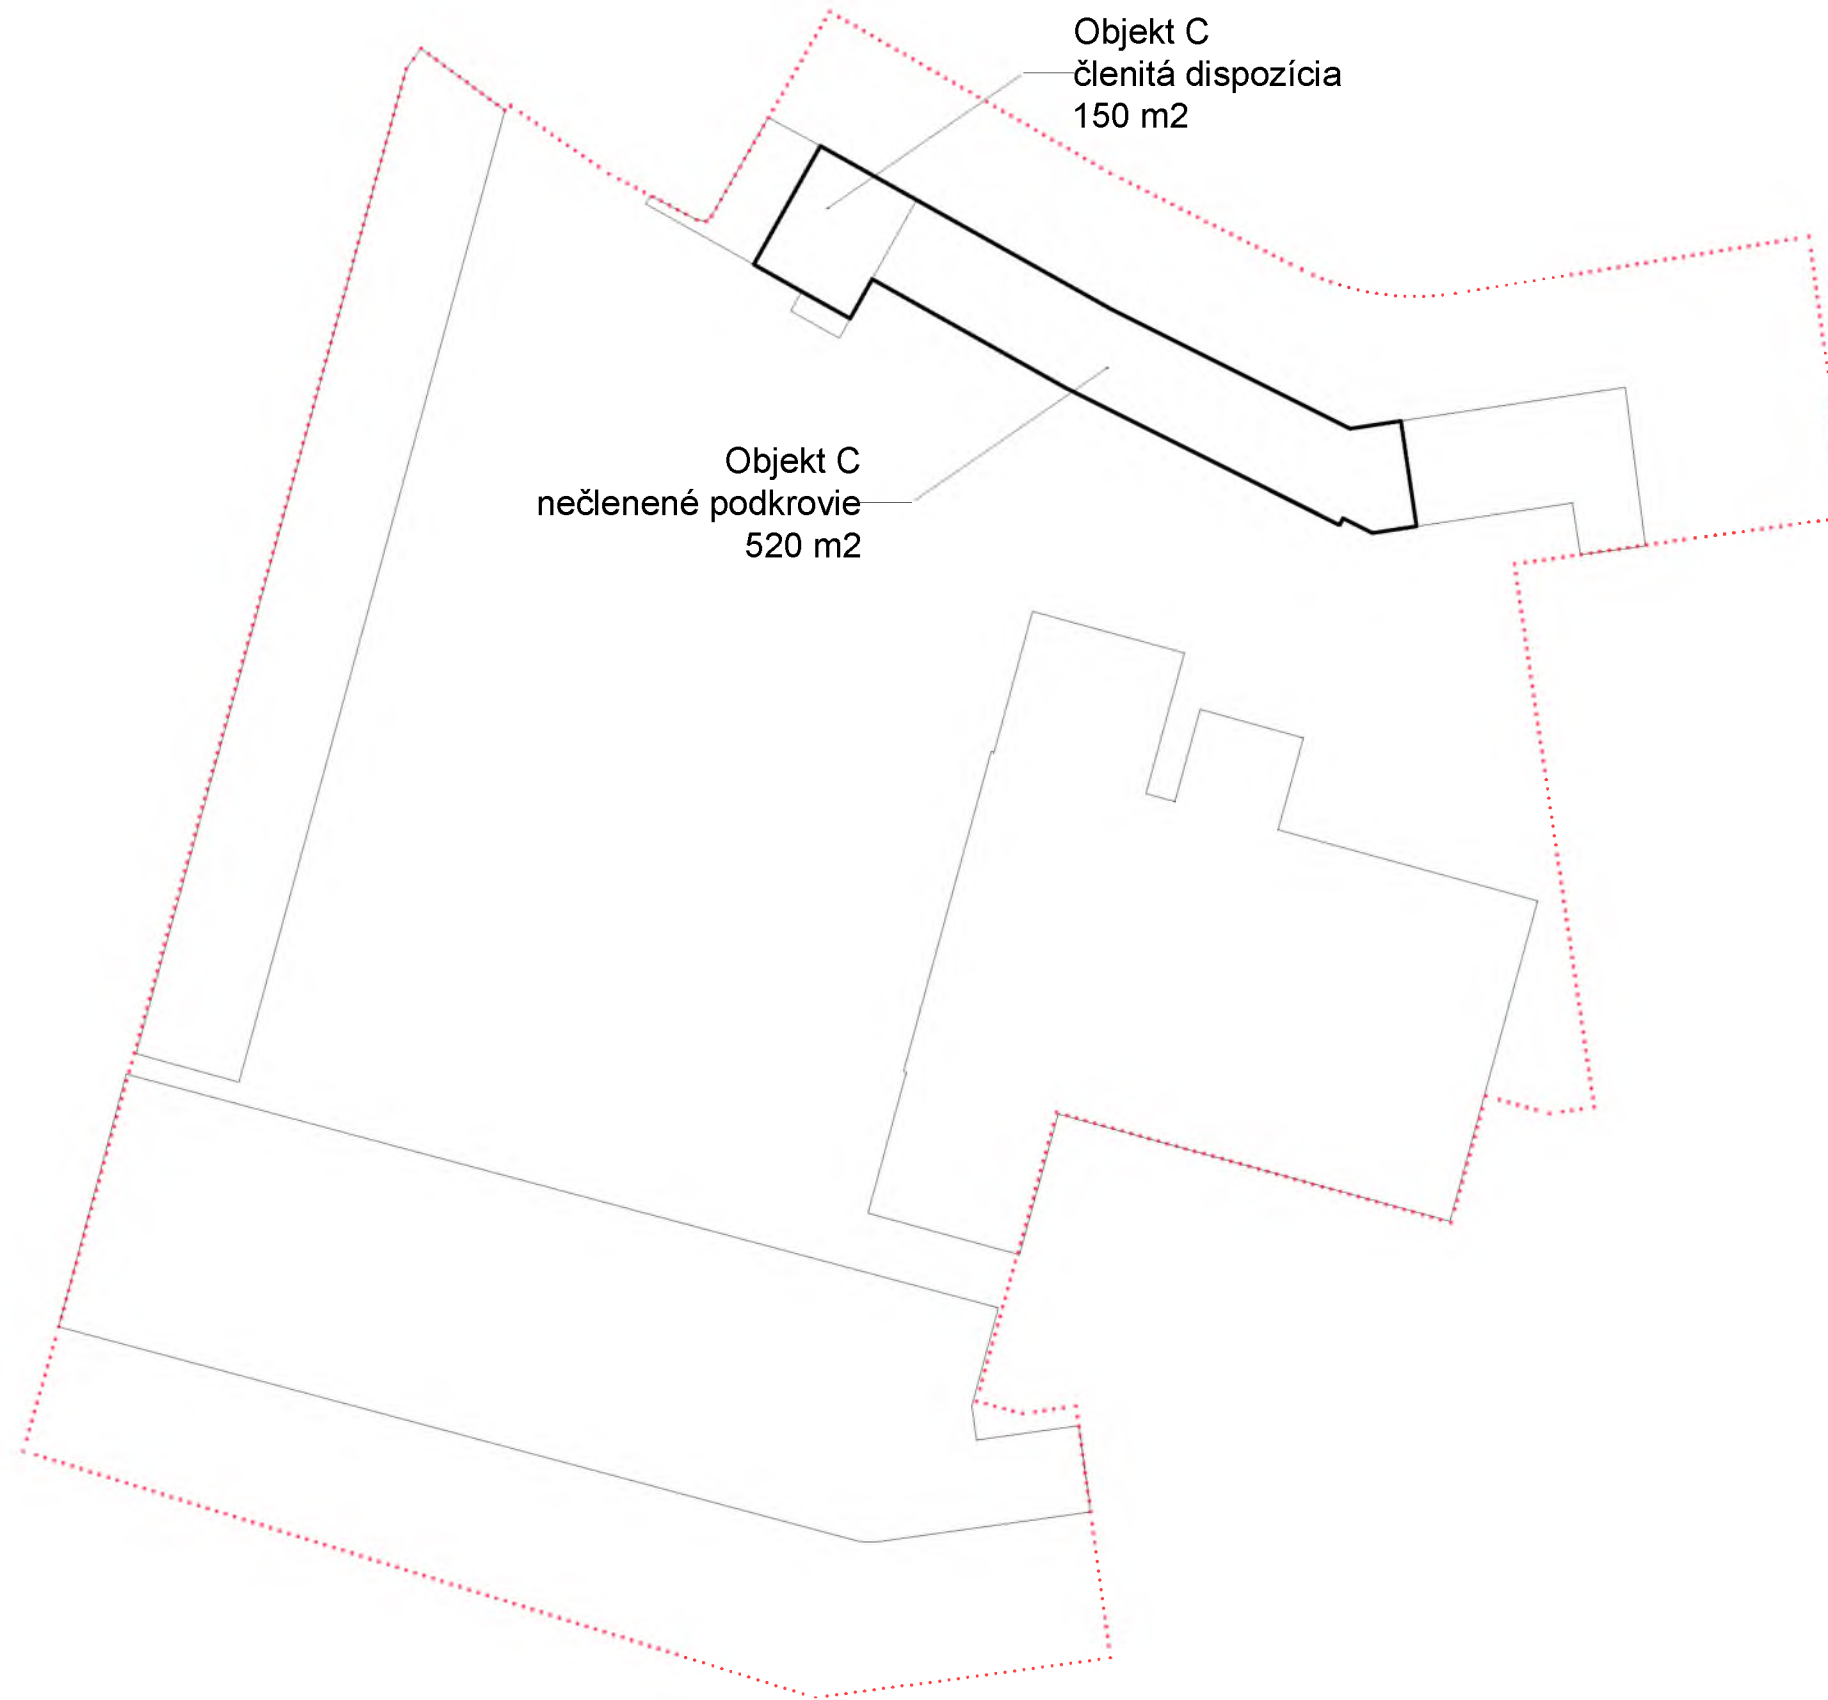 Objekt C
členitá dispozícia
150 m2
Objekt C
nečlenené podkrovie
520 m2